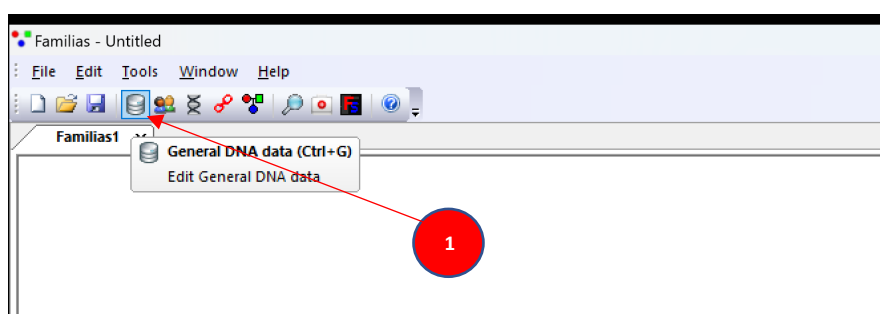 Familias - Untitled
File Edit Tools Window Help
Familias1
General DNA data (Ctrl+G)
Edit General DNA data
1